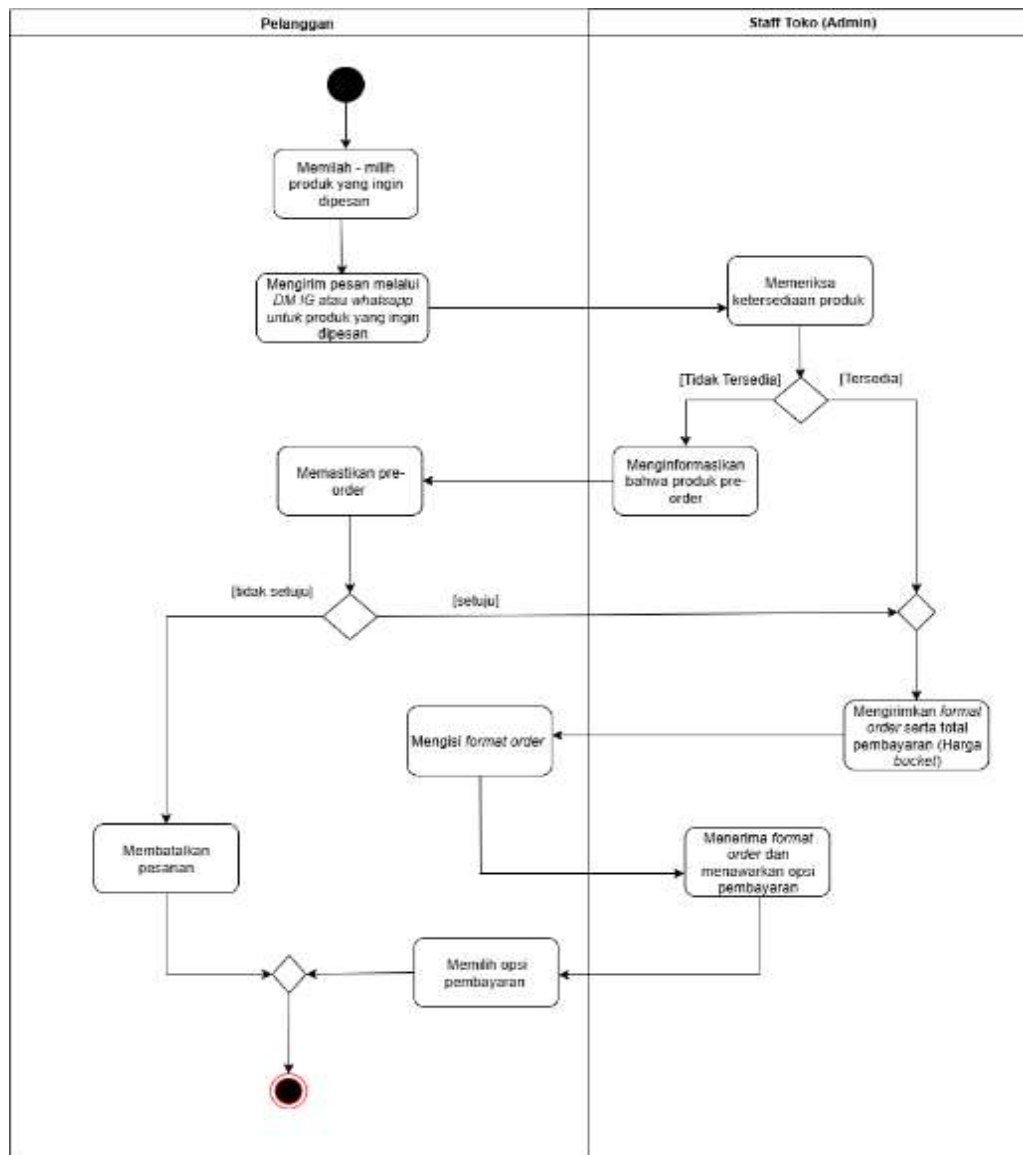 Pelanggan
Staff Toko (Admin)
Memilah - milih
produk yang ingin
dipesan
Mengirim pesan melalui
DM IG atau whatsapp
untuk produk yang ingin
dipesan
Memeriksa
ketersediaan produk
[Tidak Tersedia]
[Tersedia]
Menginformasikan
bahwa produk pre-
order
Memastikan pre-
order
[tidak setuju]
[setuju]
Mengirimkan format
order serta total
pembayaran (Harga
bucket)
Mengisi format order
Menerima format
order dan
menawarkan opsi
pembayaran
Membatalkan
pesanan
Memilih opsi
pembayaran